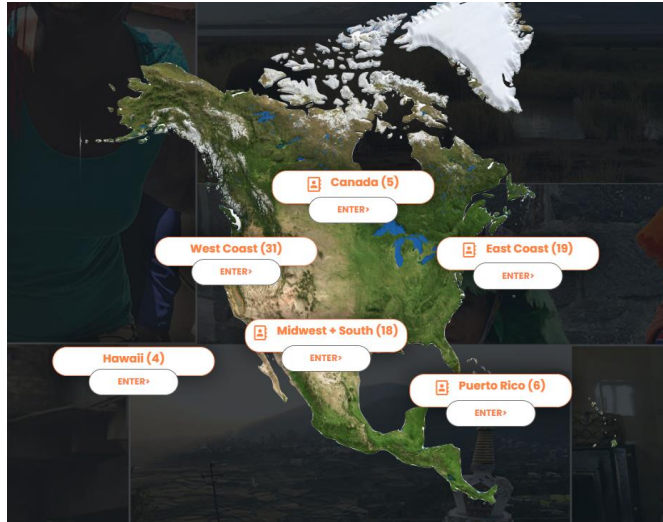 Canada (5)
ENTER>
West Coast (31)
ENTER>
East Coast (19)
ENTER>
Midwest + South (18)
ENTER>
Hawaii (4)
ENTER>
Puerto Rico (6)
ENTER>